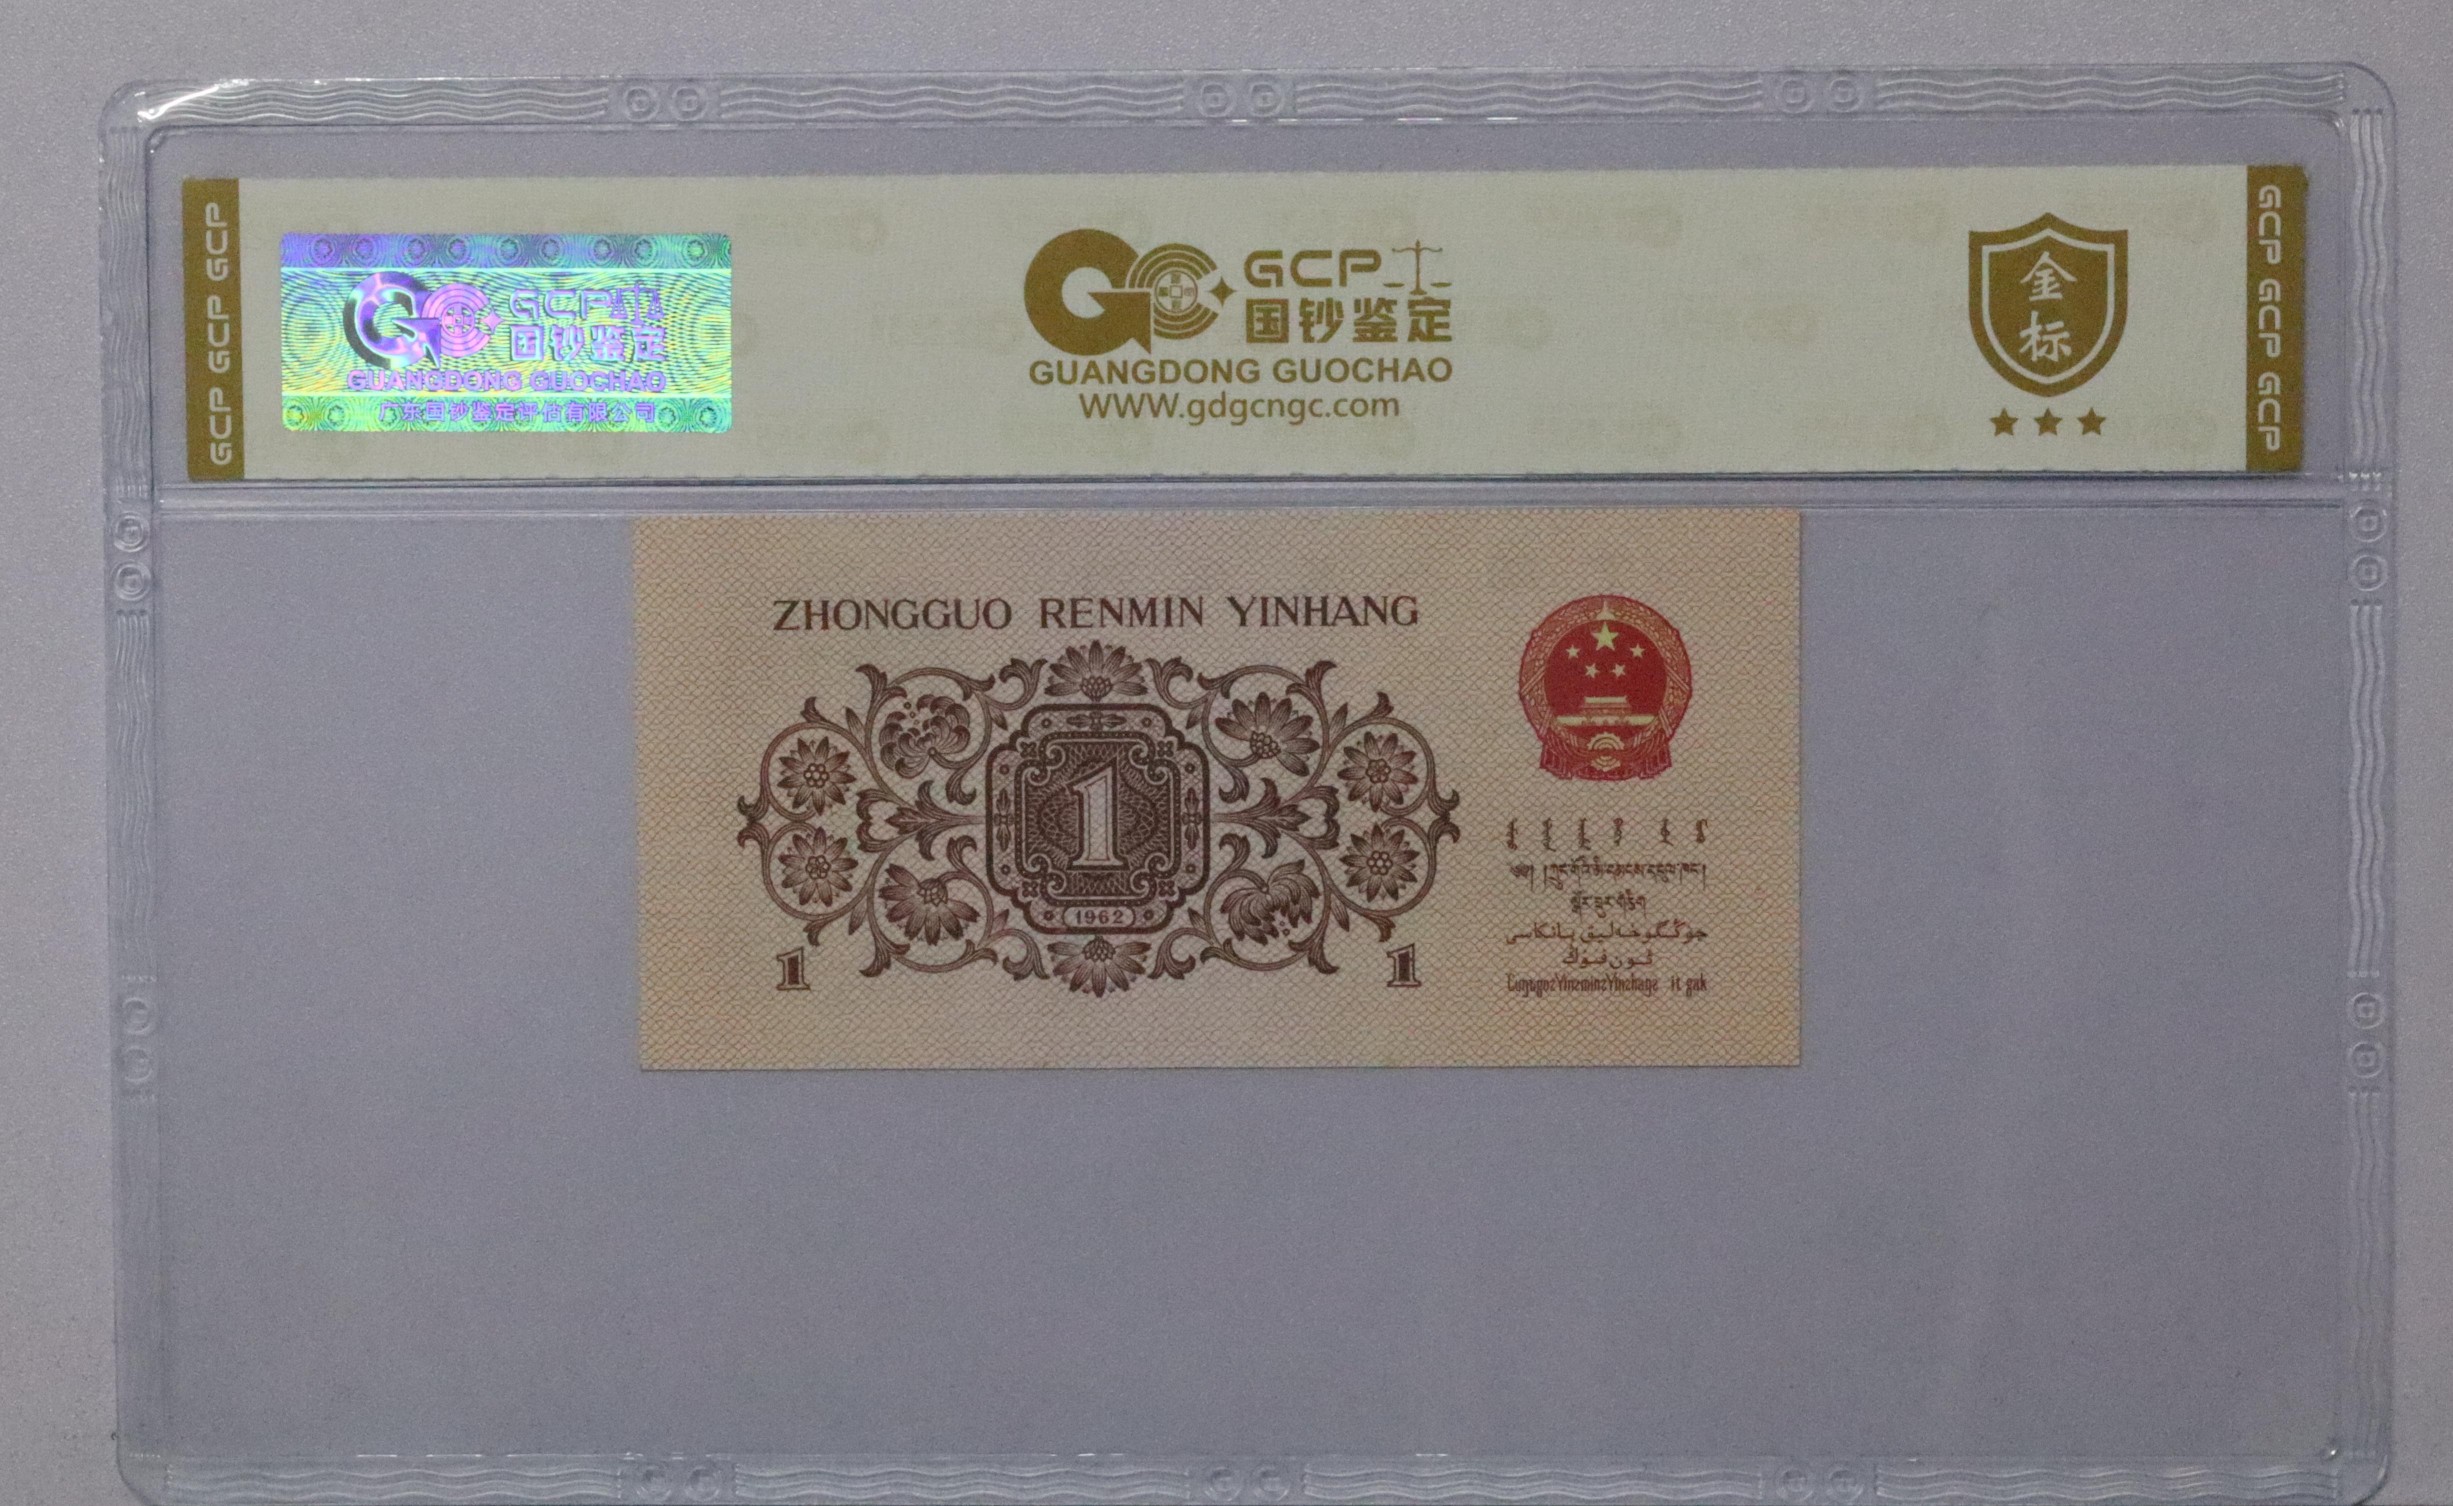 GCP GCP GCP
GCP
国钞鉴定
GUANGDONG GUOCHAO
广东国钞鉴定评估有限公司
GCP
国钞鉴定
GUANGDONG GUOCHAO
WWW.gdgcngc.com
金
标
GCP GCP GCP
ZHONGGUO RENMIN YINHANG
1
1962
1
1
جۇڭگوخەلىق بانكاسى